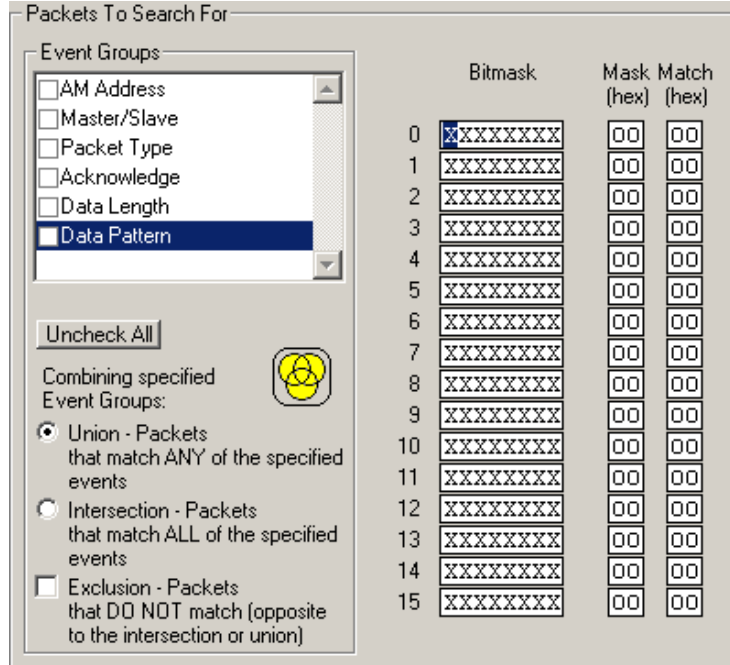 Packets To Search For
Event Groups
AM Address
Master/Slave
Packet Type
Acknowledge
Data Length
Data Pattern
Uncheck All
Combining specified
Event Groups:
Union - Packets
that match ANY of the specified
events
Intersection - Packets
that match ALL of the specified
events
Exclusion - Packets
that DO NOT match (opposite
to the intersection or union)
Bitmask Mask Match
(hex) (hex)
0 XXXXXXXX 00 00
1 XXXXXXXX 00 00
2 XXXXXXXX 00 00
3 XXXXXXXX 00 00
4 XXXXXXXX 00 00
5 XXXXXXXX 00 00
6 XXXXXXXX 00 00
7 XXXXXXXX 00 00
8 XXXXXXXX 00 00
9 XXXXXXXX 00 00
10 XXXXXXXX 00 00
11 XXXXXXXX 00 00
12 XXXXXXXX 00 00
13 XXXXXXXX 00 00
14 XXXXXXXX 00 00
15 XXXXXXXX 00 00